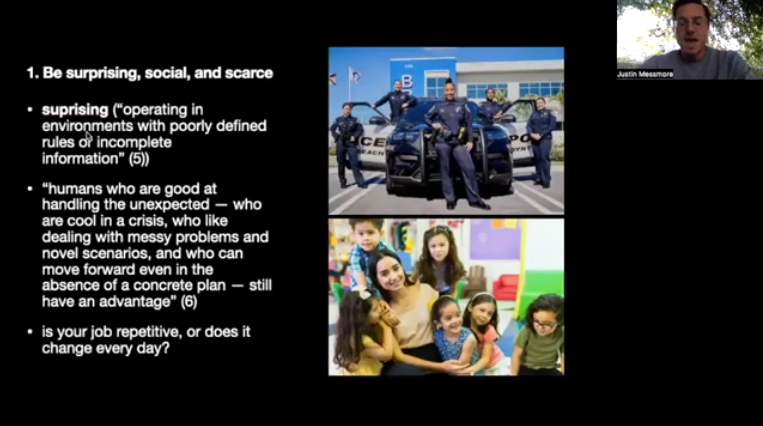 1. Be surprising, social, and scarce
• suprising (“operating in
environments with poorly defined
rules or incomplete
information” (5))
• “humans who are good at
handling the unexpected — who
are cool in a crisis, who like
dealing with messy problems and
novel scenarios, and who can
move forward even in the
absence of a concrete plan — still
have an advantage” (6)
• is your job repetitive, or does it
change every day?
B
Justin Messmore